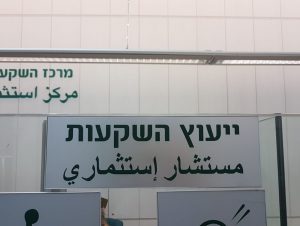 מרכז
مركز
ייעוץ השקעות
مستشار إستثماري